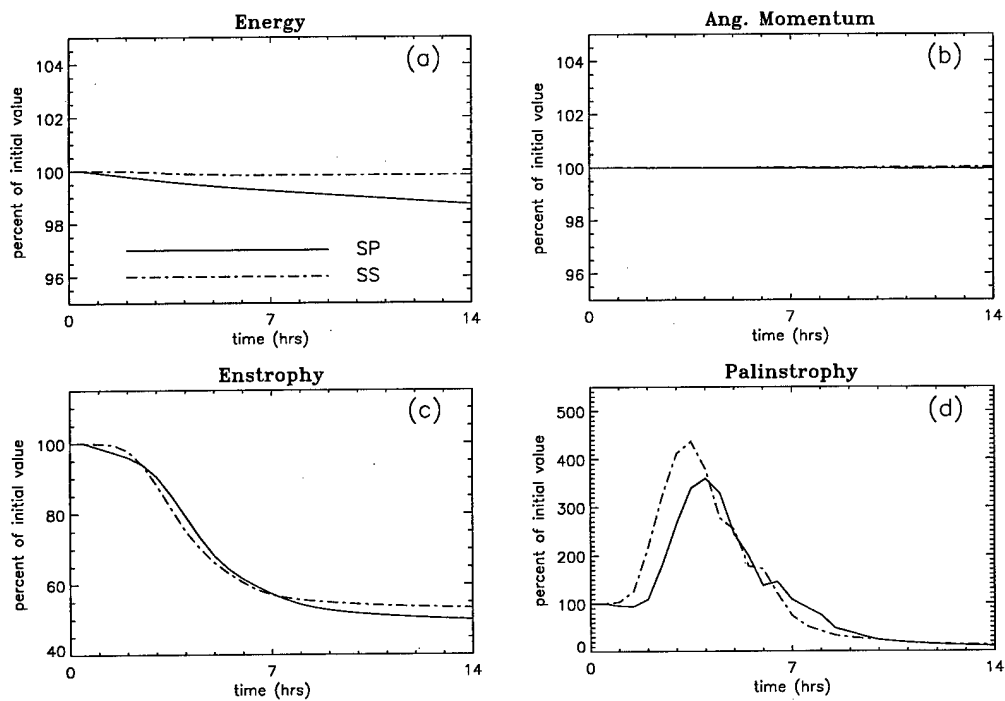 Energy
(a)
percent of initial value
104
102
100
98
96
SP
SS
0
7
14
time (hrs)
Ang. Momentum
(b)
percent of initial value
104
102
100
98
96
0
7
14
time (hrs)
Enstrophy
(c)
percent of initial value
100
80
60
40
0
7
14
time (hrs)
Palinstrophy
(d)
percent of initial value
500
400
300
200
100
0
0
7
14
time (hrs)